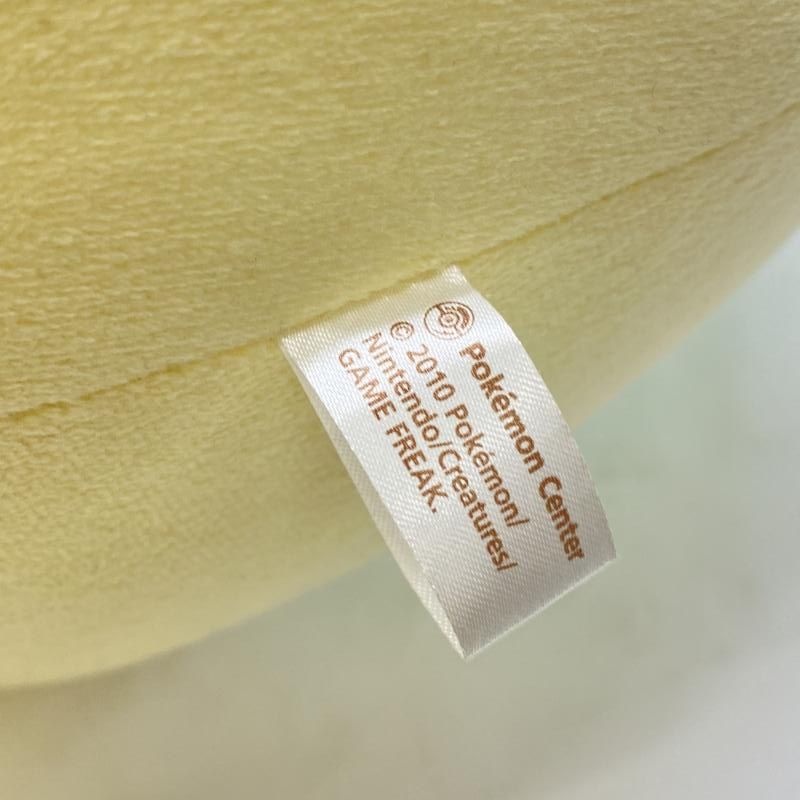 Pokémon Center
© 2010 Pokémon/
Nintendo/Creatures/
GAME FREAK.